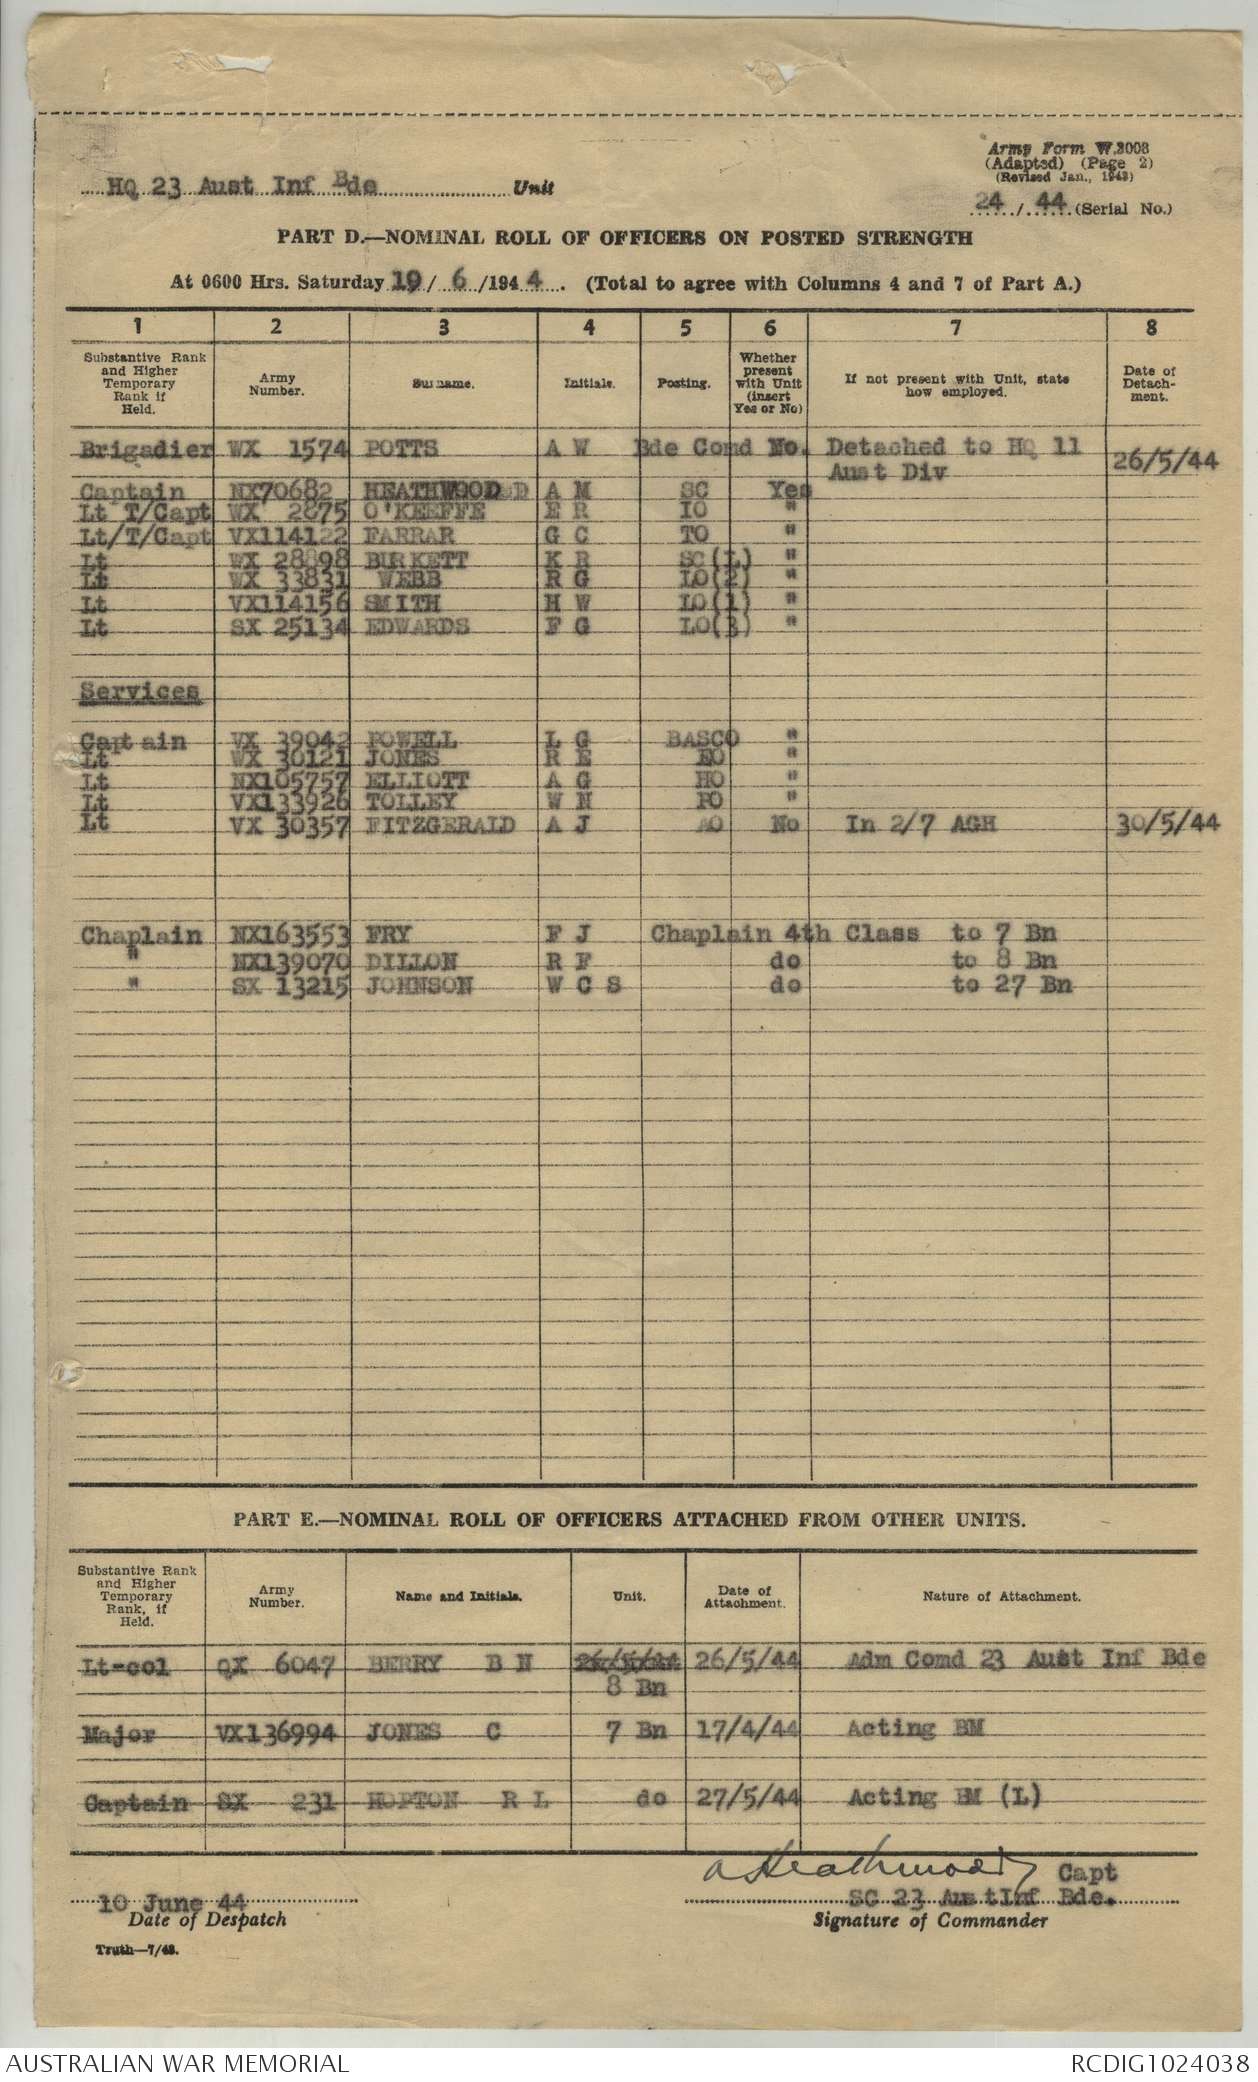 Army Form W.3008
(Adapted) (Page 2)
(Revised Jan., 1943)
HQ 23 Aust Inf Bde Unit
24/44 (Serial No.)
PART D.—NOMINAL ROLL OF OFFICERS ON POSTED STRENGTH
At 0600 Hrs. Saturday 10/ 6 /1944. (Total to agree with Columns 4 and 7 of Part A.)
1 2 3 4 5 6 7 8
Substantive Rank and Higher Temporary Rank if Held. Army Number. Surname. Initials. Posting. Whether present with Unit (insert Yes or No) If not present with Unit, state how employed. Date of Detachment.
Brigadier WX 1574 POTTS A W Bde Comd No. Detached to HQ 11
Aust Div 26/5/44
Captain NX70682 HEATHWOOD A M SC Yes
Lt T/Capt WX 2875 O'KEEFFE E R IO "
Lt/T/Capt VX114122 FARRAR G C TO "
Lt WX 28898 BURKETT K R SC(L) "
Lt WX 33831 WEBB R G LO(2) "
Lt VX114156 SMITH H W LO(1) "
Lt SX 25134 EDWARDS F G LO(3) "
Services
Captain VX 39042 POWELL L G BASCO "
Lt WX 30121 JONES R E EO "
Lt NX105757 ELLIOTT A G HO "
Lt VX133926 TOLLEY W N PO "
Lt VX 30357 FITZGERALD A J AO No In 2/7 AGH 30/5/44
Chaplain NX163553 FRY F J Chaplain 4th Class to 7 Bn
" NX139070 DILLON R F do to 8 Bn
" SX 13215 JOHNSON W C S do to 27 Bn
PART E.—NOMINAL ROLL OF OFFICERS ATTACHED FROM OTHER UNITS.
Substantive Rank and Higher Temporary Rank, if Held. Army Number. Name and Initials. Unit. Date of Attachment. Nature of Attachment.
Lt-col QX 6047 BERRY B N 26/5/44 26/5/44 Adm Comd 23 Aust Inf Bde
8 Bn
Major VX136994 JONES C 7 Bn 17/4/44 Acting BM
Captain SX 231 HOPTON R L do 27/5/44 Acting BM (L)
A Heathwood Capt
10 June 44 SC 23 AustInf Bde.
Date of Despatch Signature of Commander
Truth—7/43.
AUSTRALIAN WAR MEMORIAL RCDIG1024038